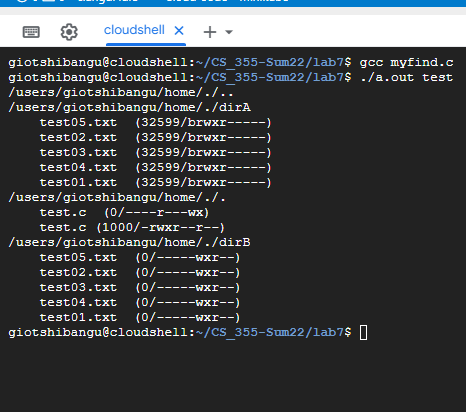 cloudshell
giotshibangu@cloudshell:~/CS_355-Sum22/lab7$ gcc myfind.c
giotshibangu@cloudshell:~/CS_355-Sum22/lab7$ ./a.out test
/users/giotshibangu/home/./..
/users/giotshibangu/home/./dirA
test05.txt (32599/brwxr-----)
test02.txt (32599/brwxr-----)
test03.txt (32599/brwxr-----)
test04.txt (32599/brwxr-----)
test01.txt (32599/brwxr-----)
/users/giotshibangu/home/./.
test.c (0/----r---wx)
test.c (1000/-rwxr--r--)
/users/giotshibangu/home/./dirB
test05.txt (0/-----wxr--)
test02.txt (0/-----wxr--)
test03.txt (0/-----wxr--)
test04.txt (0/-----wxr--)
test01.txt (0/-----wxr--)
giotshibangu@cloudshell:~/CS_355-Sum22/lab7$